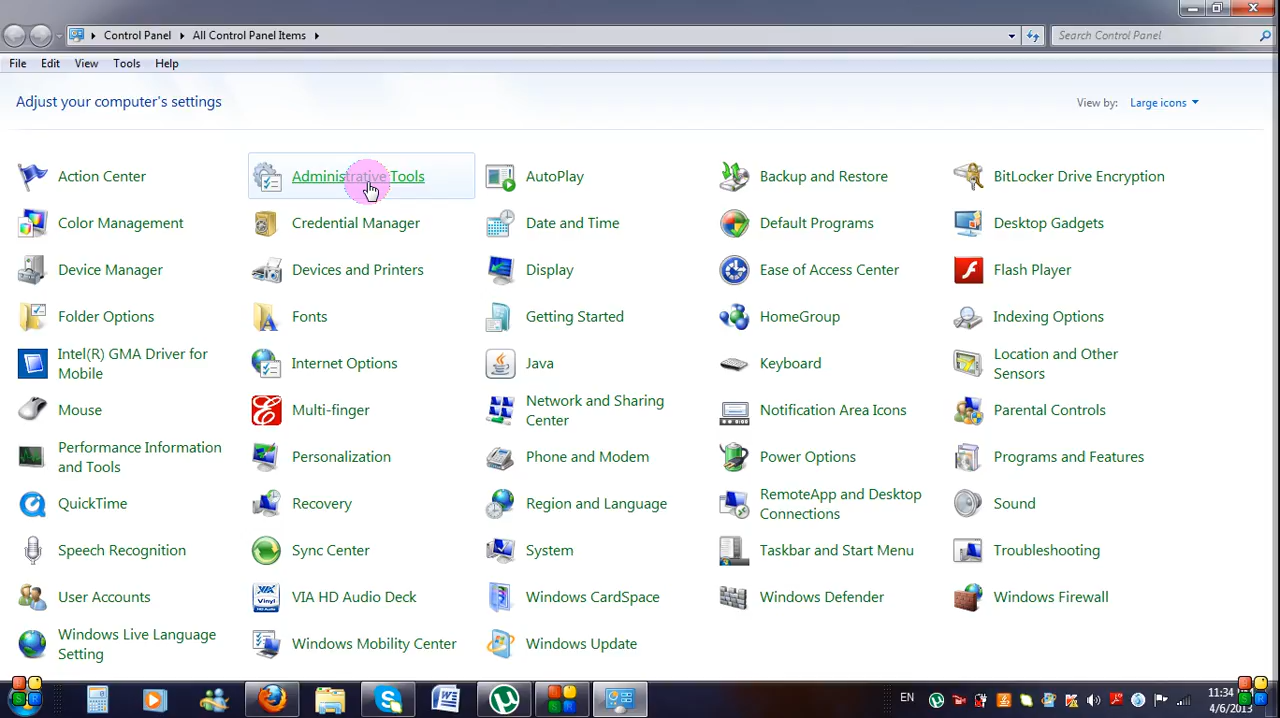 Control Panel All Control Panel Items
Search Control Panel
File Edit View Tools Help
Adjust your computer's settings
View by: Large icons
Action Center
Administrative Tools
AutoPlay
Backup and Restore
BitLocker Drive Encryption
Color Management
Credential Manager
Date and Time
Default Programs
Desktop Gadgets
Device Manager
Devices and Printers
Display
Ease of Access Center
Flash Player
Folder Options
Fonts
Getting Started
HomeGroup
Indexing Options
Intel(R) GMA Driver for
Mobile
Internet Options
Java
Keyboard
Location and Other
Sensors
Mouse
Multi-finger
Network and Sharing
Center
Notification Area Icons
Parental Controls
Performance Information
and Tools
Personalization
Phone and Modem
Power Options
Programs and Features
QuickTime
Recovery
Region and Language
RemoteApp and Desktop
Connections
Sound
Speech Recognition
Sync Center
System
Taskbar and Start Menu
Troubleshooting
User Accounts
VIA HD Audio Deck
Windows CardSpace
Windows Defender
Windows Firewall
Windows Live Language
Setting
Windows Mobility Center
Windows Update
EN
11:34
4/6/2013